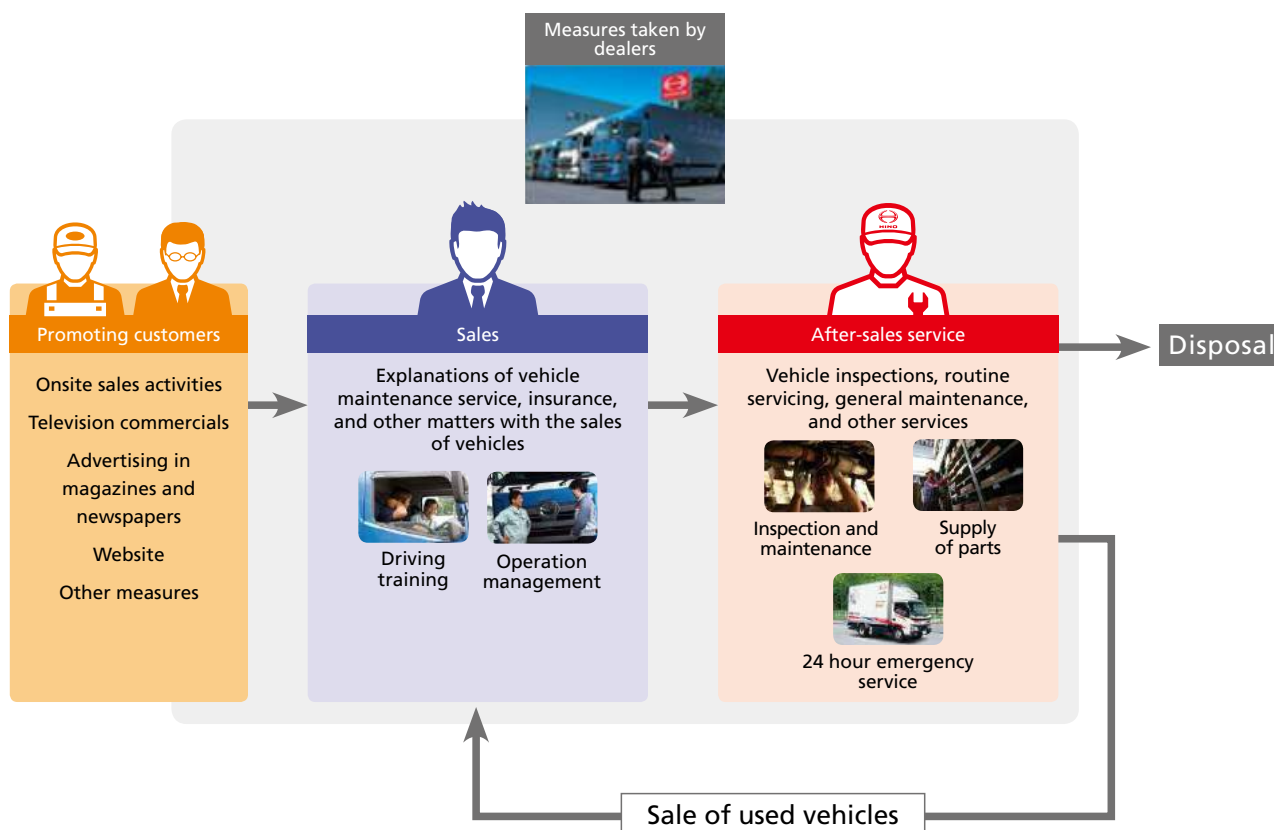 Measures taken by
dealers
Promoting customers
Onsite sales activities
Television commercials
Advertising in
magazines and
newspapers
Website
Other measures
Sales
Explanations of vehicle
maintenance service, insurance,
and other matters with the sales
of vehicles
Driving
training
Operation
management
HINO
After-sales service
Vehicle inspections, routine
servicing, general maintenance,
and other services
Inspection and
maintenance
Supply
of parts
24 hour emergency
service
Disposal
Sale of used vehicles